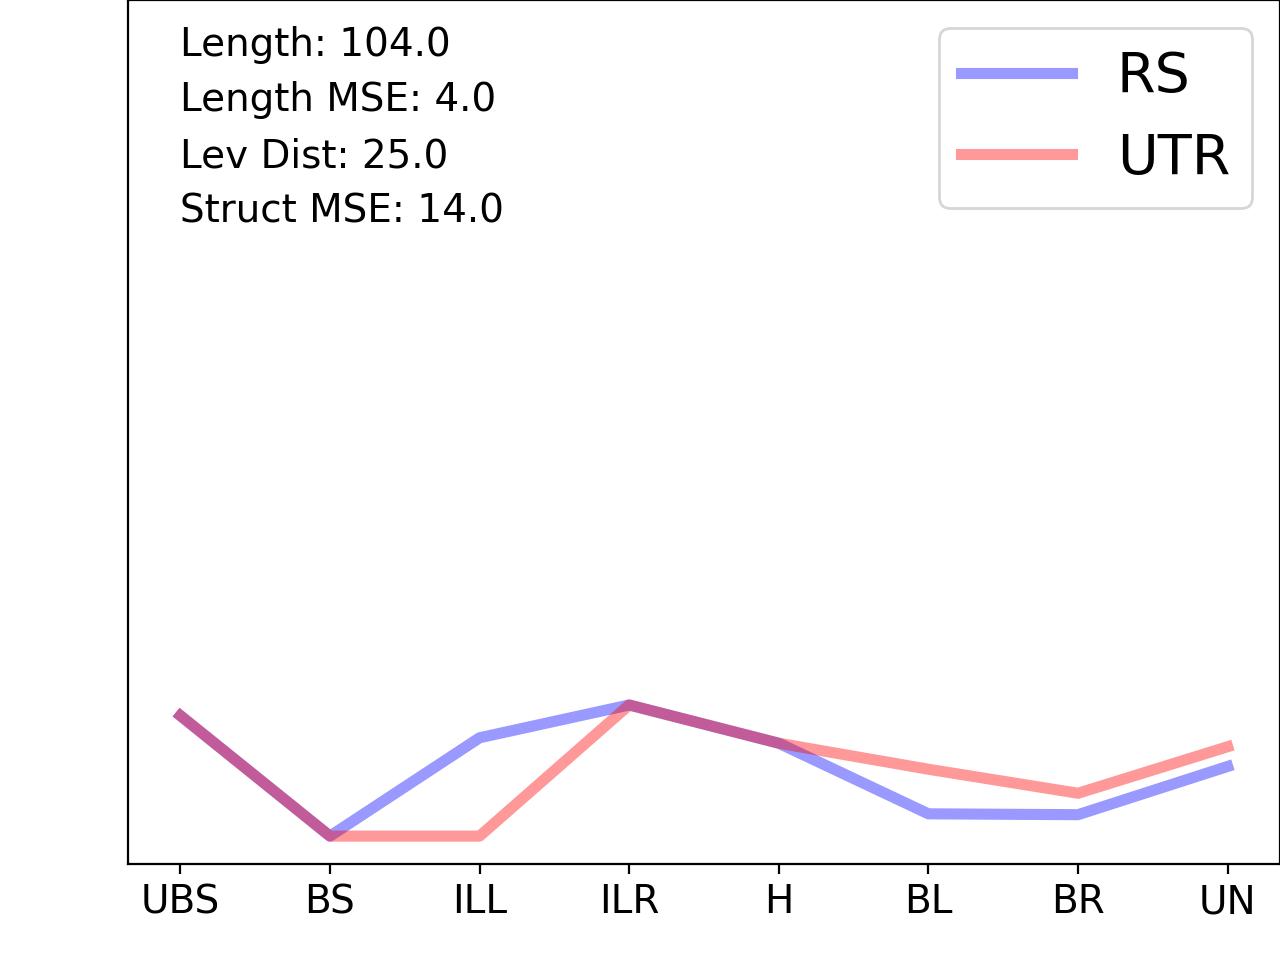 Length: 104.0
Length MSE: 4.0
Lev Dist: 25.0
Struct MSE: 14.0
RS
UTR
UBS BS ILL ILR H BL BR UN